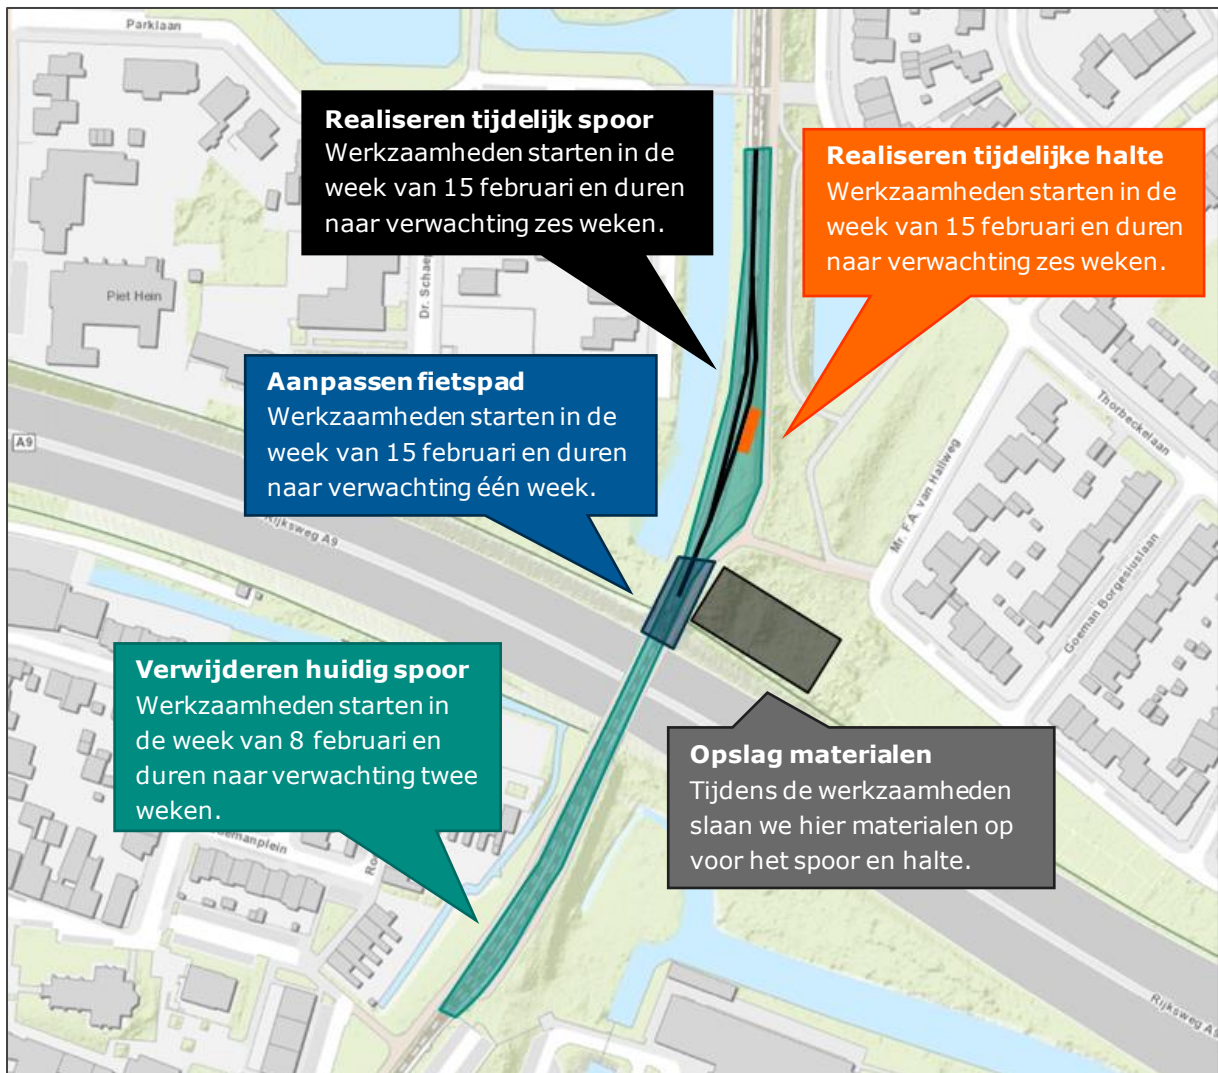 Parklaan
Realiseren tijdelijk spoor
Werkzaamheden starten in de
week van 15 februari en duren
naar verwachting zes weken.
Realiseren tijdelijke halte
Werkzaamheden starten in de
week van 15 februari en duren
naar verwachting zes weken.
Piet Hein
Dr. Schaep
Aanpassen fietspad
Werkzaamheden starten in de
week van 15 februari en duren
naar verwachting één week.
A9
Rijksweg A9
Thorbeckelaan
Mr. F.A. van Hallweg
Goeman Borgesiuslaan
Verwijderen huidig spoor
Werkzaamheden starten in
de week van 8 februari en
duren naar verwachting twee
weken.
Opslag materialen
Tijdens de werkzaamheden
slaan we hier materialen op
voor het spoor en halte.
Rijksweg A9